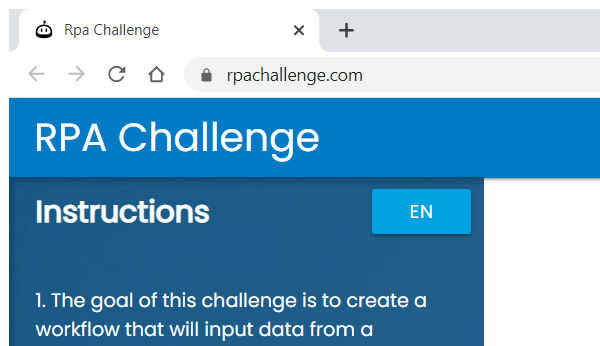 Rpa Challenge
rpachallenge.com
RPA Challenge
Instructions
EN
1. The goal of this challenge is to create a
workflow that will input data from a